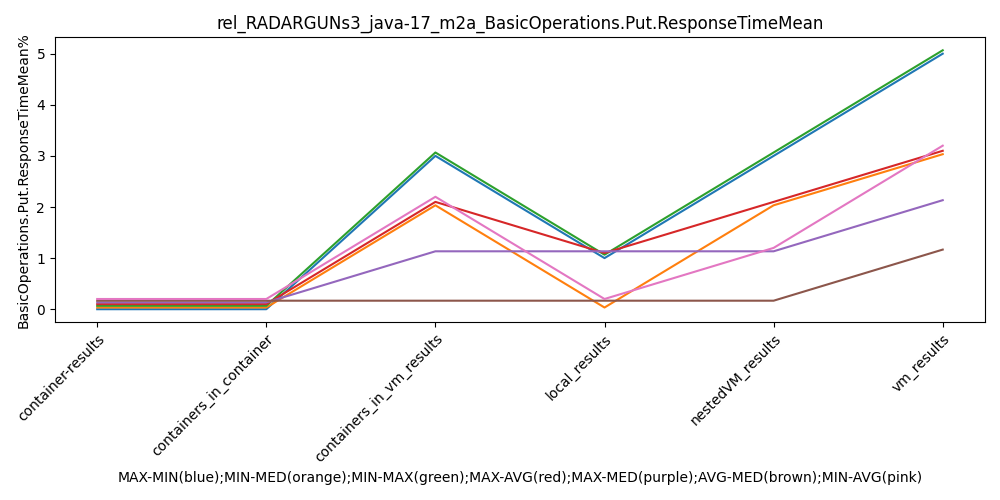 rel_RADARGUNs3_java-17_m2a_BasicOperations.Put.ResponseTimeMean
BasicOperations.Put.ResponseTimeMean%
5
4
3
2
1
0
container-results
containers_in_container
containers_in_vm_results
local_results
nestedVM_results
vm_results
MAX-MIN(blue);MIN-MED(orange);MIN-MAX(green);MAX-AVG(red);MAX-MED(purple);AVG-MED(brown);MIN-AVG(pink)